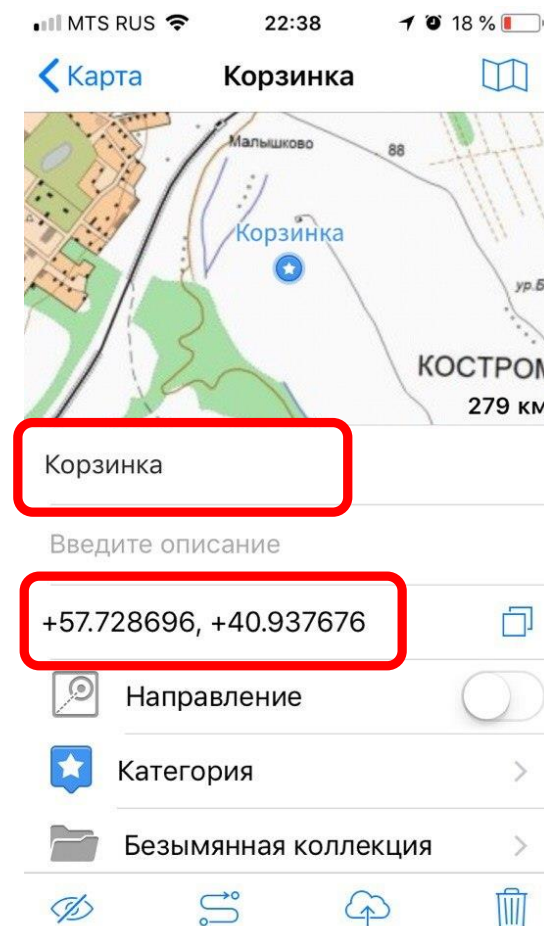 MTS RUS 22:38 18 %
Карта Корзинка
Малышково 88
Корзинка
ур.Б
КОСТРОМ
279 км
Корзинка
Введите описание
+57.728696, +40.937676
Направление
Категория
Безымянная коллекция